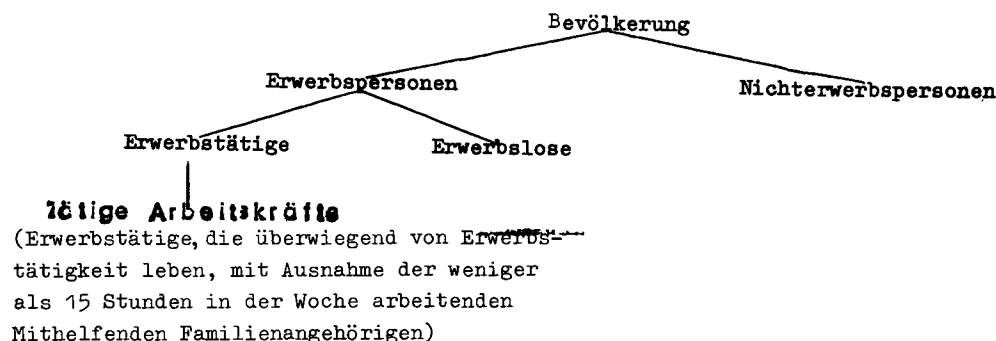 Bevölkerung
Erwerbspersonen
Nichterwerbspersonen
Erwerbstätige
Erwerbslose
Tätige Arbeitskräfte
(Erwerbstätige, die überwiegend von Erwerbs-
tätigkeit leben, mit Ausnahme der weniger
als 15 Stunden in der Woche arbeitenden
Mithelfenden Familienangehörigen)